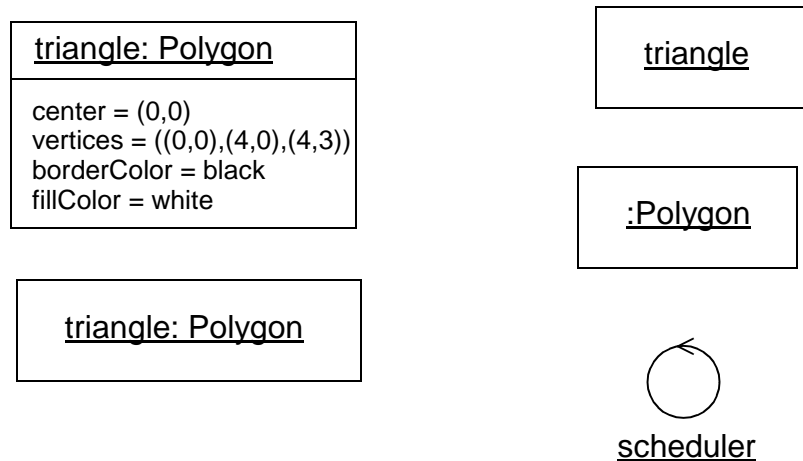 triangle: Polygon
center = (0,0)
vertices = ((0,0),(4,0),(4,3))
borderColor = black
fillColor = white
triangle: Polygon
triangle
:Polygon
scheduler